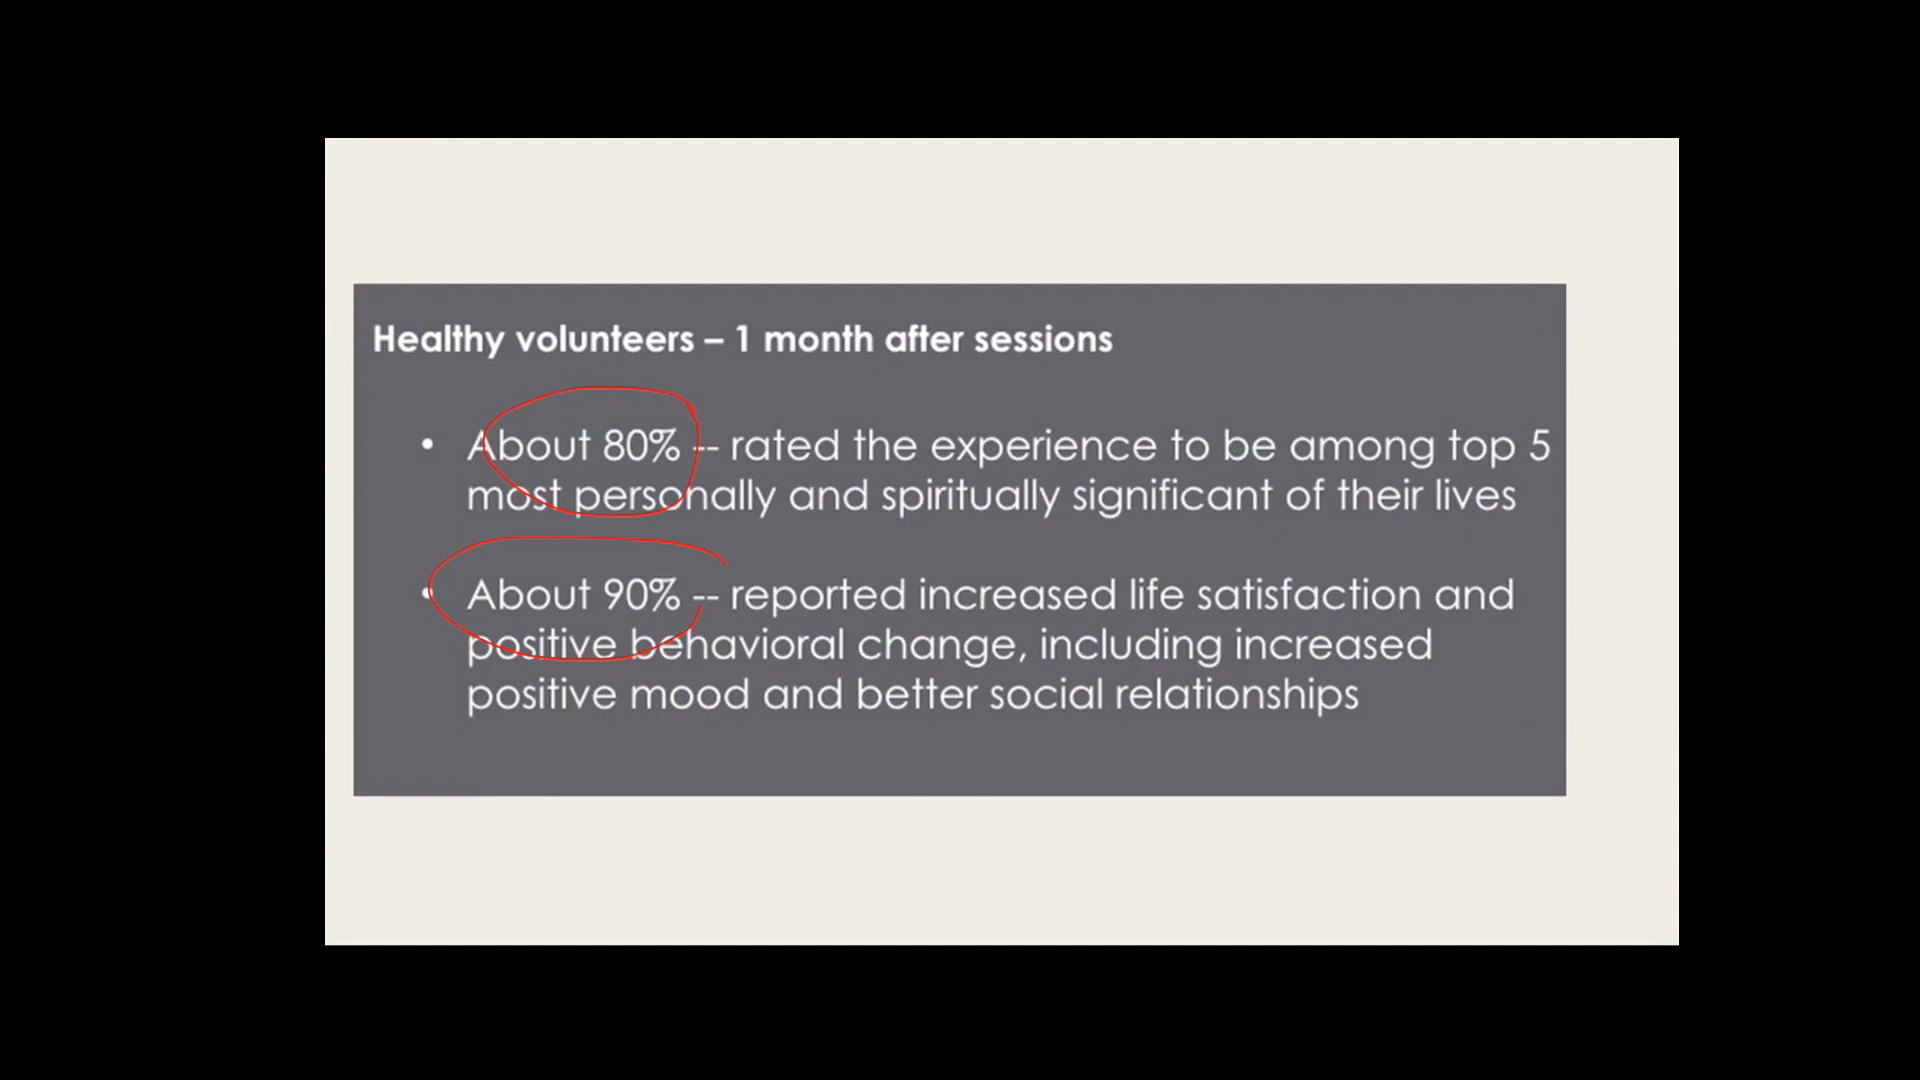 Healthy volunteers – 1 month after sessions
• About 80% -- rated the experience to be among top 5
most personally and spiritually significant of their lives
• About 90% -- reported increased life satisfaction and
positive behavioral change, including increased
positive mood and better social relationships